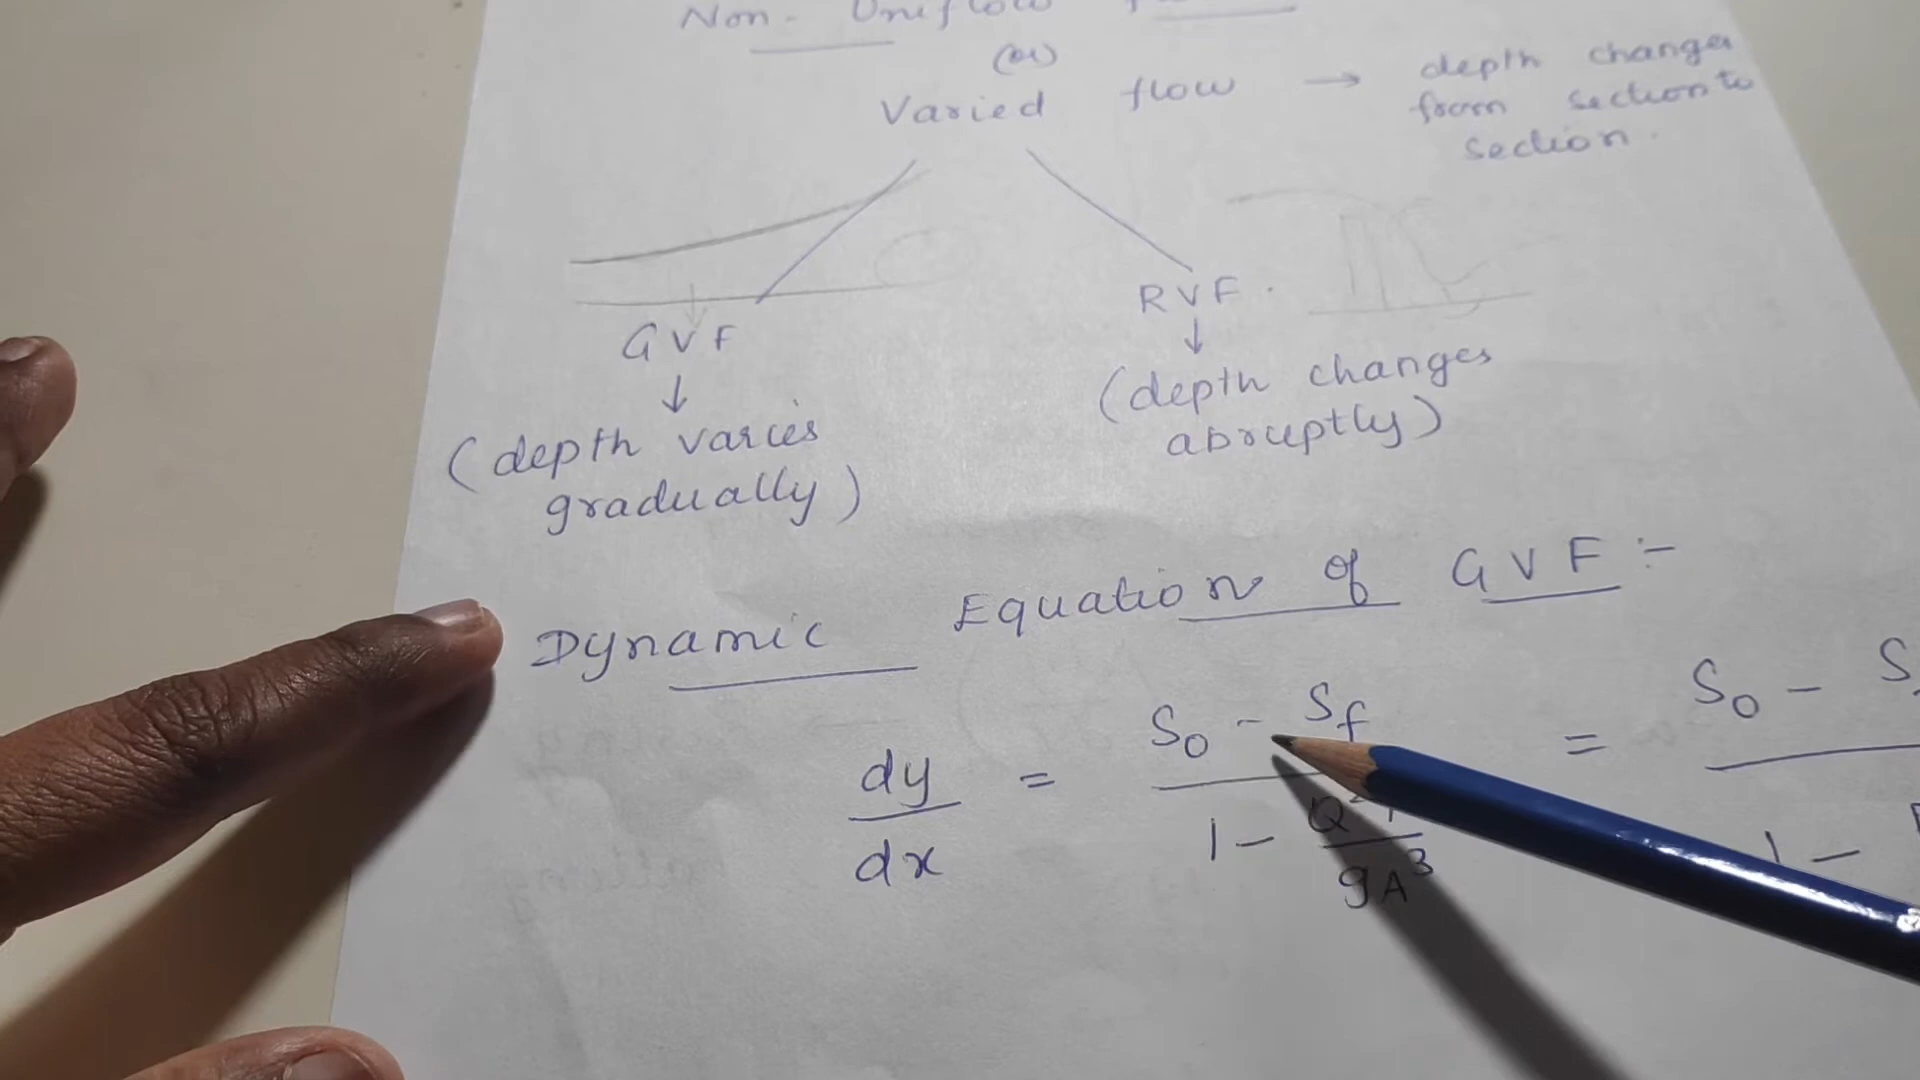 Non - Uniflow
(or)
Varied flow → depth changes
from section to
section.
GVF
RVF.
↓
↓
(depth varies
gradually)
(depth changes
abruptly)
Dynamic Equation of GVF :-
dy/dx = (S0 - Sf)/(1 - Q²T/gA³) = S0 - S
1 -